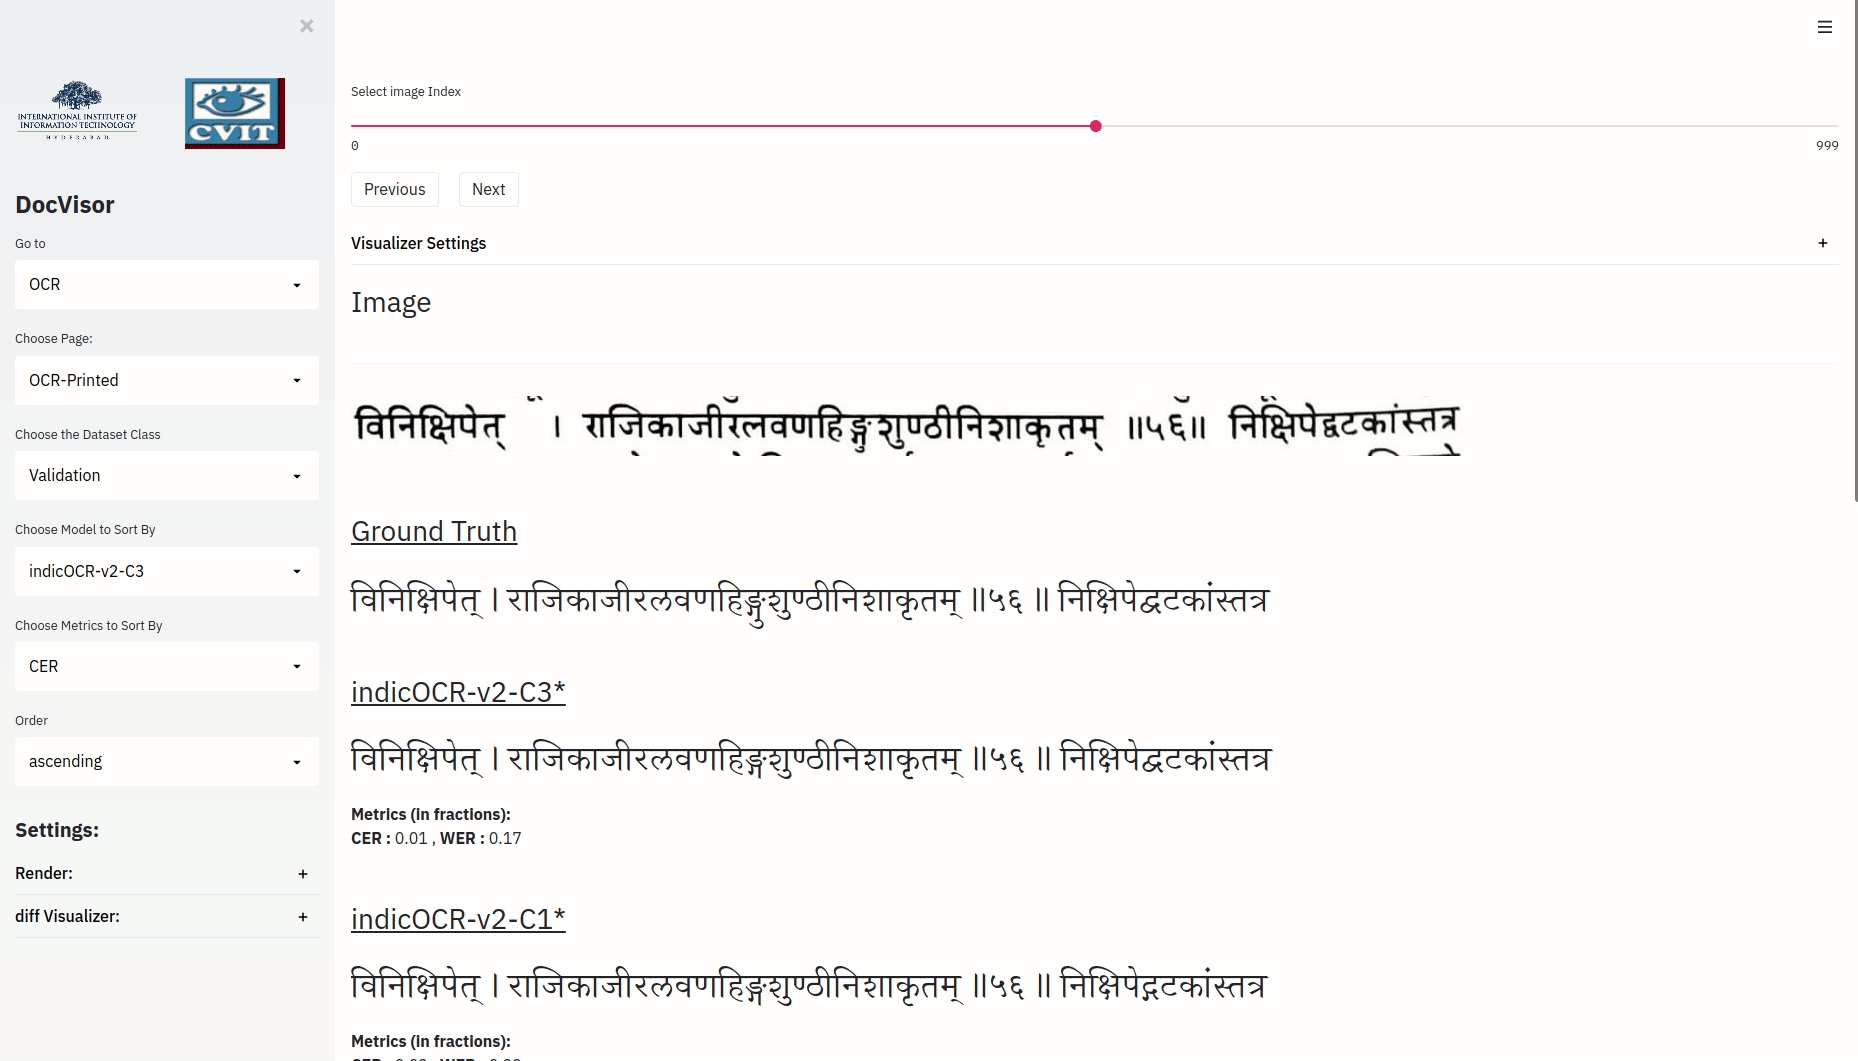 ×
INTERNATIONAL INSTITUTE OF
INFORMATION TECHNOLOGY
HYDERABAD
CVIT
DocVisor
Go to
OCR
Choose Page:
OCR-Printed
Choose the Dataset Class
Validation
Choose Model to Sort By
indicOCR-v2-C3
Choose Metrics to Sort By
CER
Order
ascending
Settings:
Render: +
diff Visualizer: +
Select image Index
0 999
Previous Next
Visualizer Settings +
Image
विनिक्षिपेत् । राजिकाजीरलवणहिङ्गुशुण्ठीनिशाकृतम् ॥५६॥ निक्षिपेद्वटकांस्तत्र
Ground Truth
विनिक्षिपेत् । राजिकाजीरलवणहिङ्गुशुण्ठीनिशाकृतम् ॥५६ ॥ निक्षिपेद्वटकांस्तत्र
indicOCR-v2-C3*
विनिक्षिपेत् । राजिकाजीरलवणहिङ्गशुण्ठीनिशाकृतम् ॥५६ ॥ निक्षिपेद्वटकांस्तत्र
Metrics (in fractions):
CER : 0.01 , WER : 0.17
indicOCR-v2-C1*
विनिक्षिपेत् । राजिकाजीरलवणहिङ्गशुण्ठीनिशाकृतम् ॥५६ ॥ निक्षिपेद्गटकांस्तत्र
Metrics (in fractions):